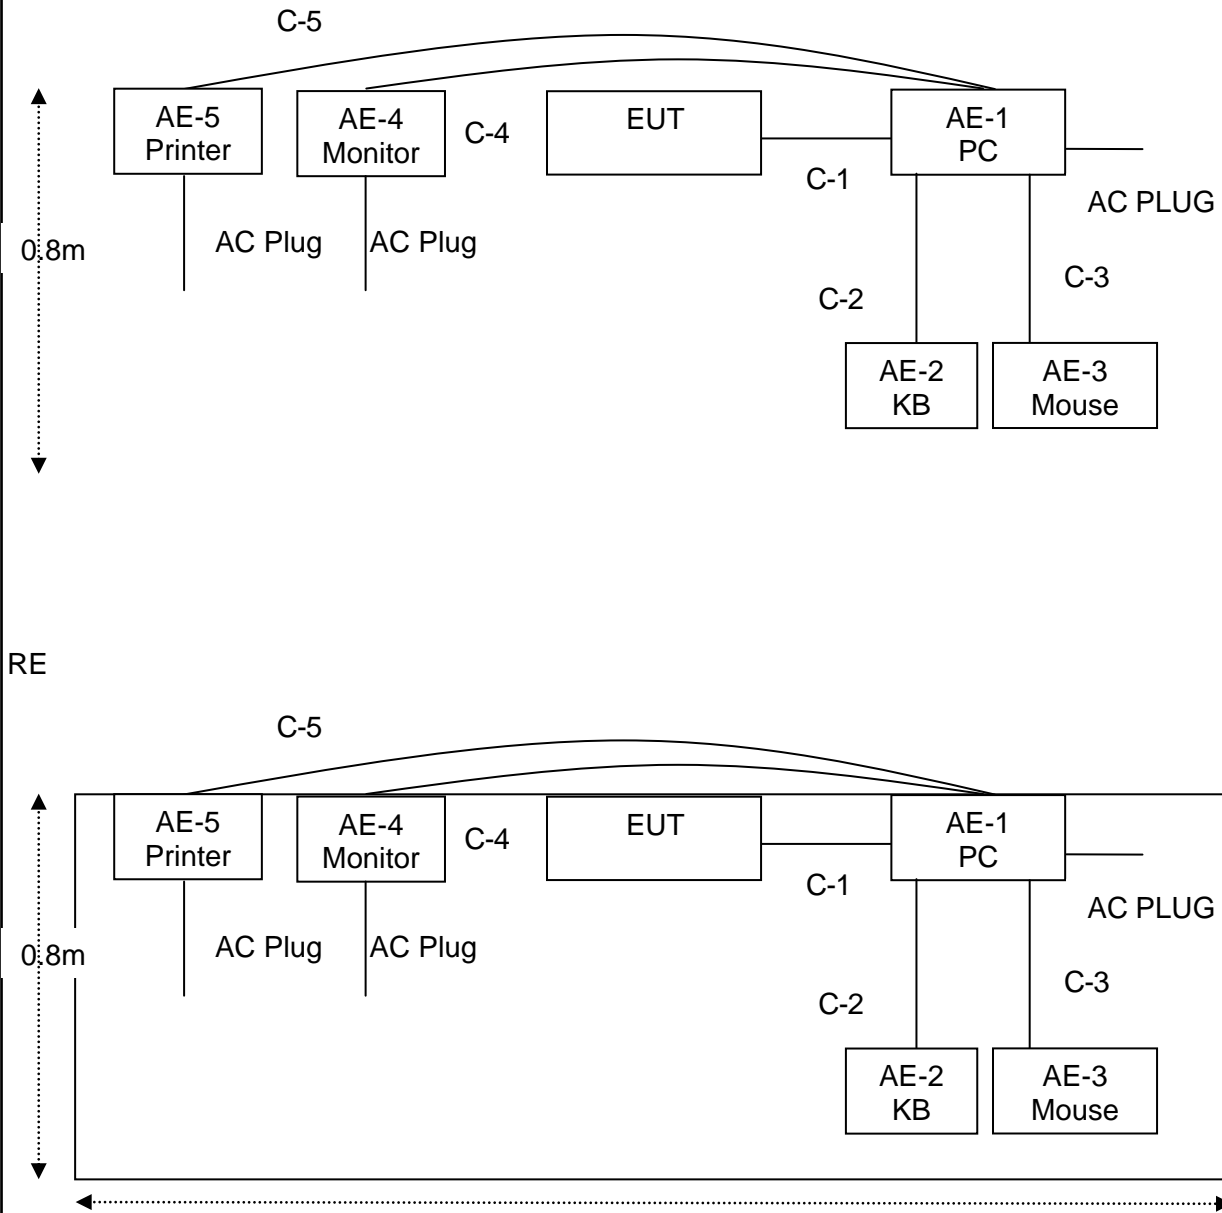 C-5
AE-5
Printer
AE-4
Monitor
C-4
EUT
C-1
AE-1
PC
AC PLUG
0.8m
AC Plug
AC Plug
C-2
C-3
AE-2
KB
AE-3
Mouse
RE
C-5
AE-5
Printer
AE-4
Monitor
C-4
EUT
C-1
AE-1
PC
AC PLUG
0.8m
AC Plug
AC Plug
C-2
C-3
AE-2
KB
AE-3
Mouse